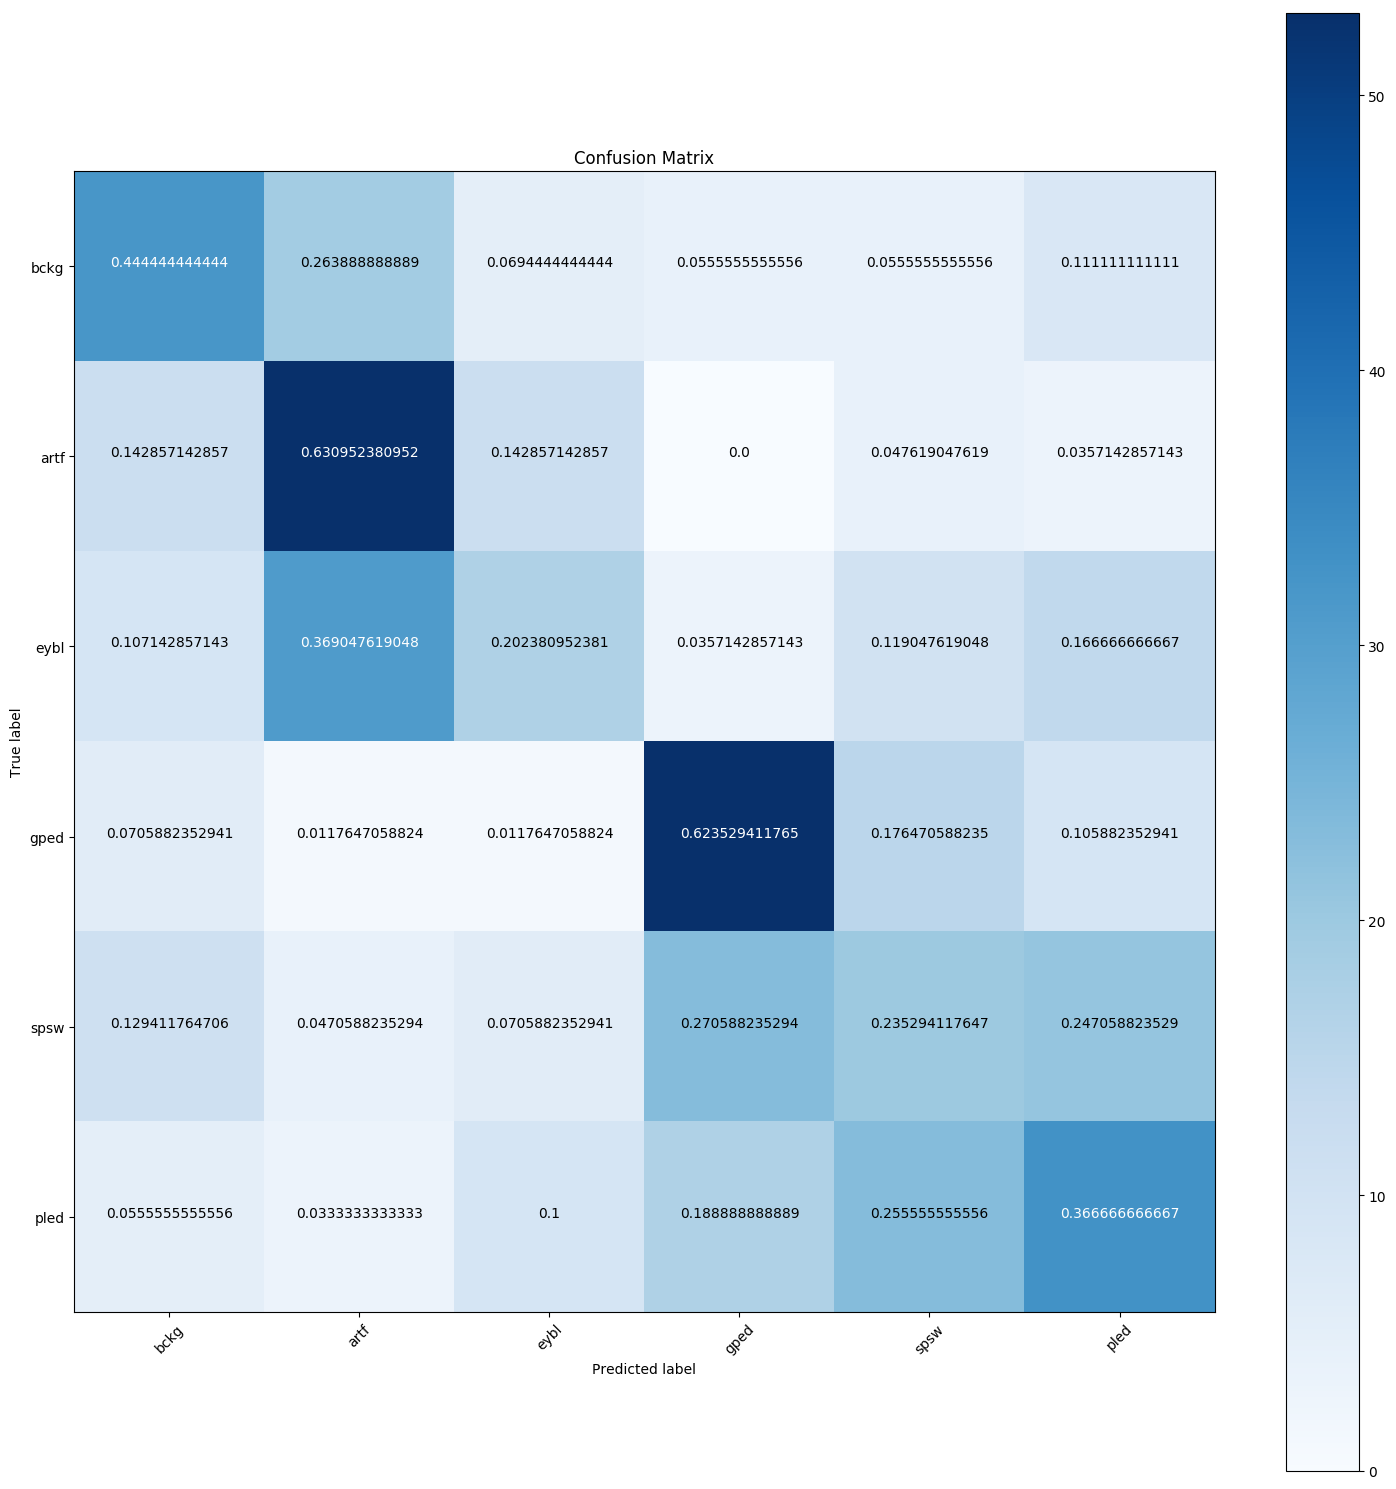 Confusion Matrix
bckg 0.444444444444 0.263888888889 0.0694444444444 0.0555555555556 0.0555555555556 0.111111111111
artf 0.142857142857 0.630952380952 0.142857142857 0.0 0.047619047619 0.0357142857143
eybl 0.107142857143 0.369047619048 0.202380952381 0.0357142857143 0.119047619048 0.166666666667
gped 0.0705882352941 0.0117647058824 0.0117647058824 0.623529411765 0.176470588235 0.105882352941
spsw 0.129411764706 0.0470588235294 0.0705882352941 0.270588235294 0.235294117647 0.247058823529
pled 0.0555555555556 0.0333333333333 0.1 0.188888888889 0.255555555556 0.366666666667
True label
bckg artf eybl gped spsw pled
Predicted label
50
40
30
20
10
0